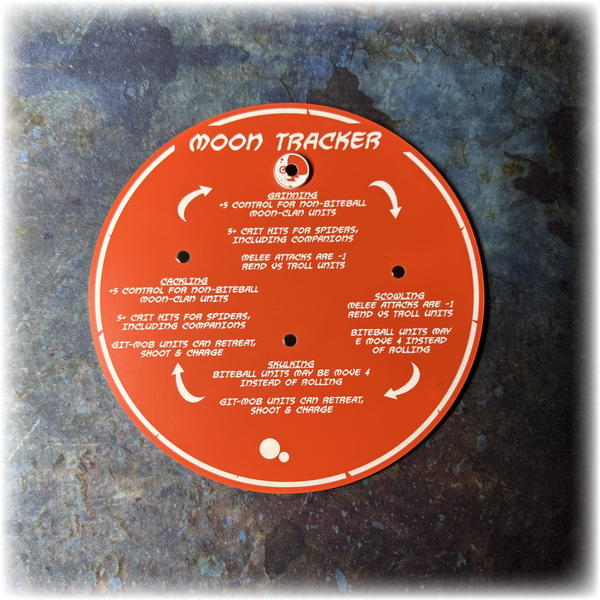 MOON TRACKER
GRINNING
+5 CONTROL FOR NON-BITEBALL
MOON-CLAN UNITS
5+ CRIT HITS FOR SPIDERS,
INCLUDING COMPANIONS
MELEE ATTACKS ARE -1
REND VS TROLL UNITS
SCOWLING
MELEE ATTACKS ARE -1
REND VS TROLL UNITS
BITEBALL UNITS MAY
E MOVE 4 INSTEAD
OF ROLLING
SKULKING
BITEBALL UNITS MAY BE MOVE 4
INSTEAD OF ROLLING
GIT-MOB UNITS CAN RETREAT,
SHOOT & CHARGE
CACKLING
+5 CONTROL FOR NON-BITEBALL
MOON-CLAN UNITS
5+ CRIT HITS FOR SPIDERS,
INCLUDING COMPANIONS
GIT-MOB UNITS CAN RETREAT,
SHOOT & CHARGE